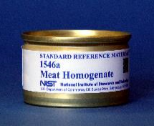 STANDARD REFERENCE MATERIAL
1546a
Meat Homogenate
NIST National Institute of Standards and Technology